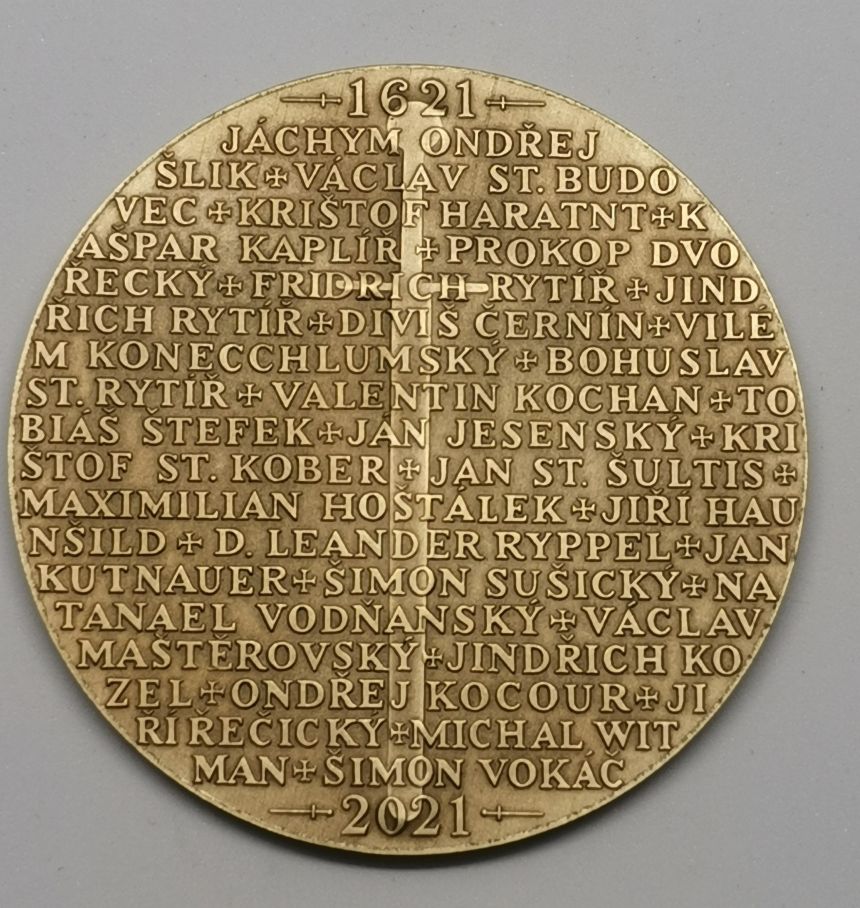 1621
JÁCHYM ONDŘEJ
ŠLIK ✠ VÁCLAV ST. BUDO
VEC ✠ KRIŠTOF HARATNT ✠ K
AŠPAR KAPLÍŘ ✠ PROKOP DVO
ŘECKÝ ✠ FRIDRICH RYTÍŘ ✠ JIND
ŘICH RYTÍŘ ✠ DIVIŠ ČERNÍN ✠ VILÉ
M KONECCHLUMSKÝ ✠ BOHUSLAV
ST. RYTÍŘ ✠ VALENTIN KOCHAN ✠ TO
BIÁŠ ŠTEFEK ✠ JAN JESENSKÝ ✠ KRI
ŠTOF ST. KOBER ✠ JAN ST. ŠULTIS ✠
MAXIMILIAN HOŠTÁLEK ✠ JIŘÍ HAU
NŠILD ✠ D. LEANDER RYPPEL ✠ JAN
KUTNAUER ✠ ŠIMON SUŠICKÝ ✠ NA
TANAEL VODŇANSKÝ ✠ VÁCLAV
MAŠTĚROVSKÝ ✠ JINDŘICH KO
ZEL ✠ ONDŘEJ KOCOUR ✠ JI
ŘÍ ŘEČICKÝ ✠ MICHAL WIT
MAN ✠ ŠIMON VOKÁČ
2021